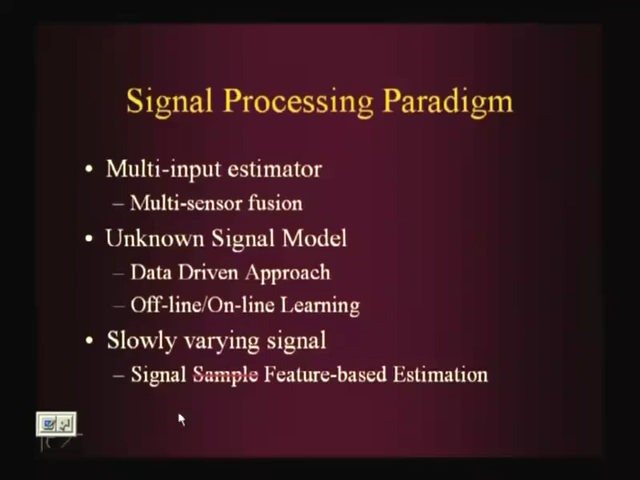 Signal Processing Paradigm
• Multi-input estimator
– Multi-sensor fusion
• Unknown Signal Model
– Data Driven Approach
– Off-line/On-line Learning
• Slowly varying signal
– Signal Sample Feature-based Estimation